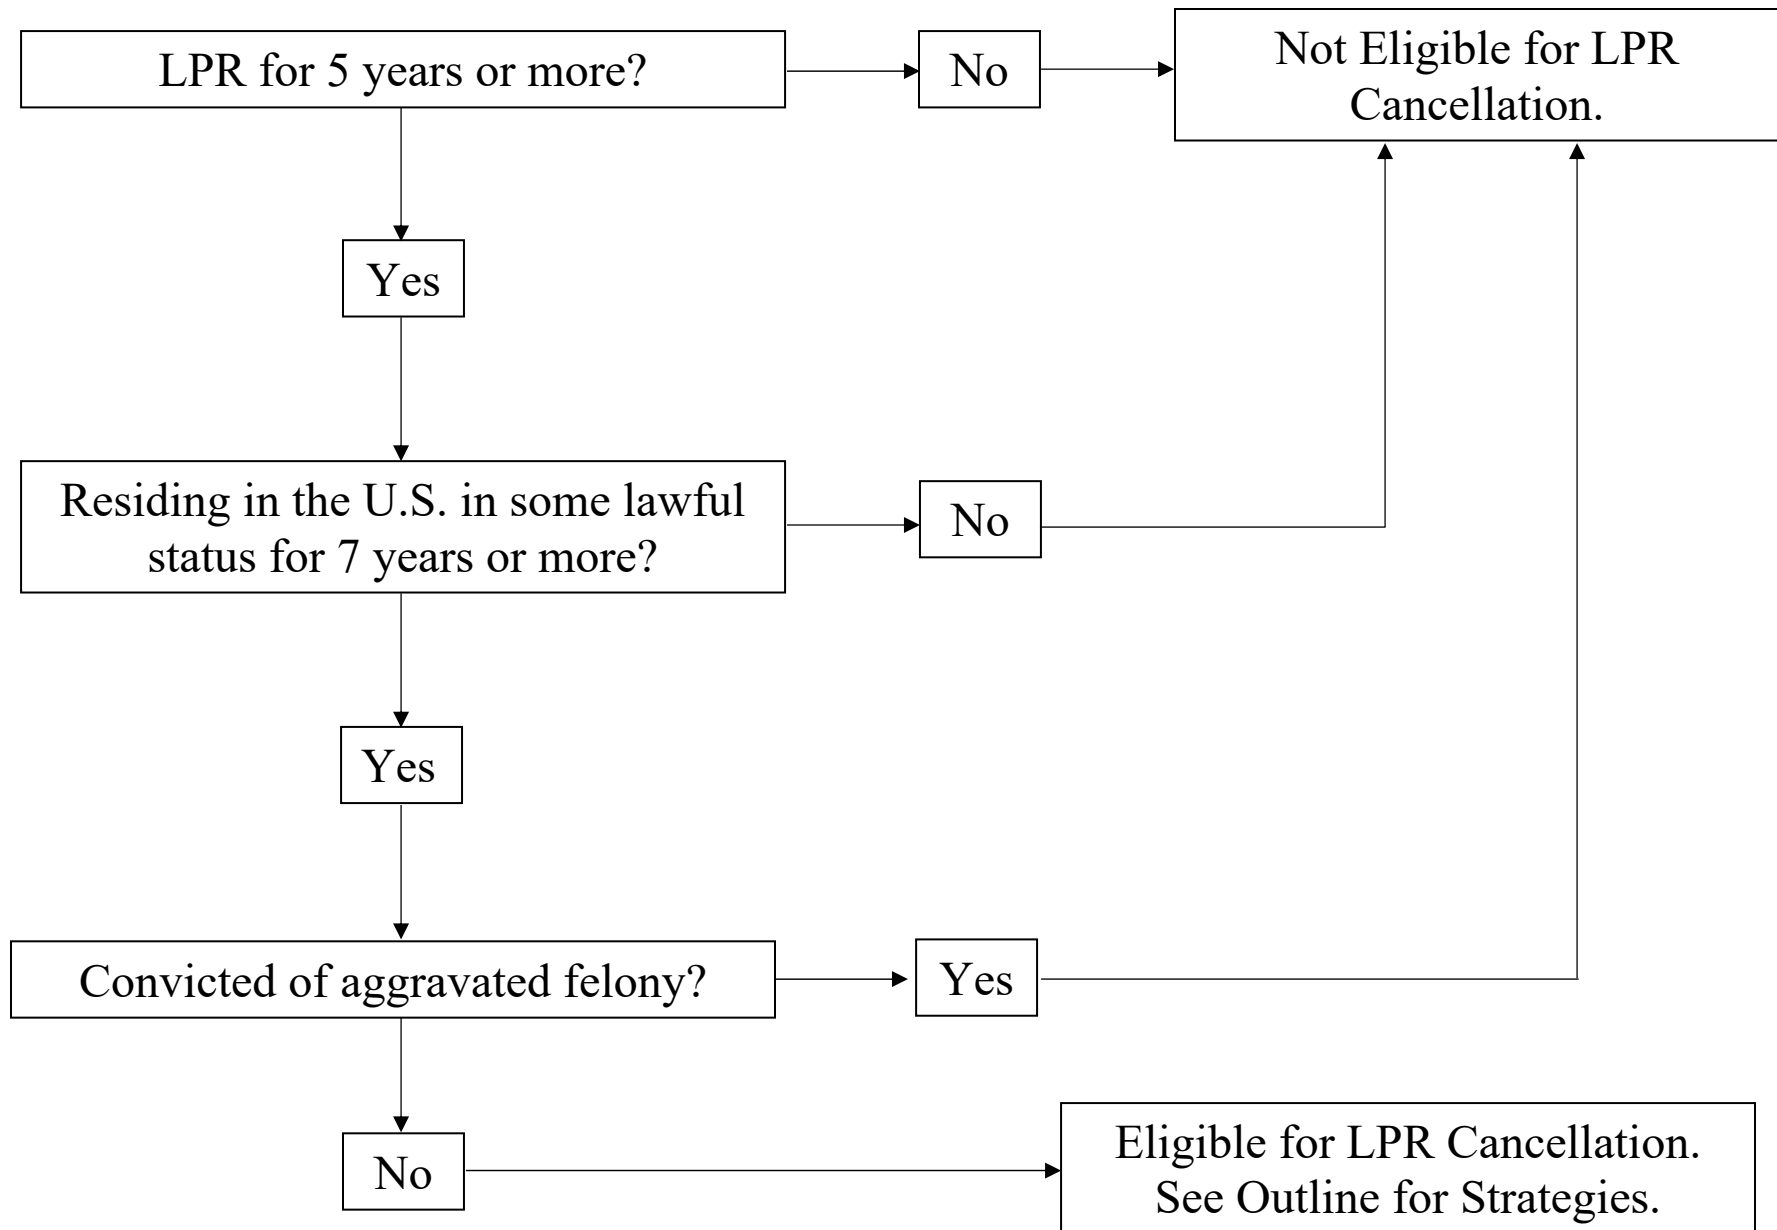 LPR for 5 years or more?
No
Not Eligible for LPR
Cancellation.
Yes
Residing in the U.S. in some lawful
status for 7 years or more?
No
Yes
Convicted of aggravated felony?
Yes
No
Eligible for LPR Cancellation.
See Outline for Strategies.